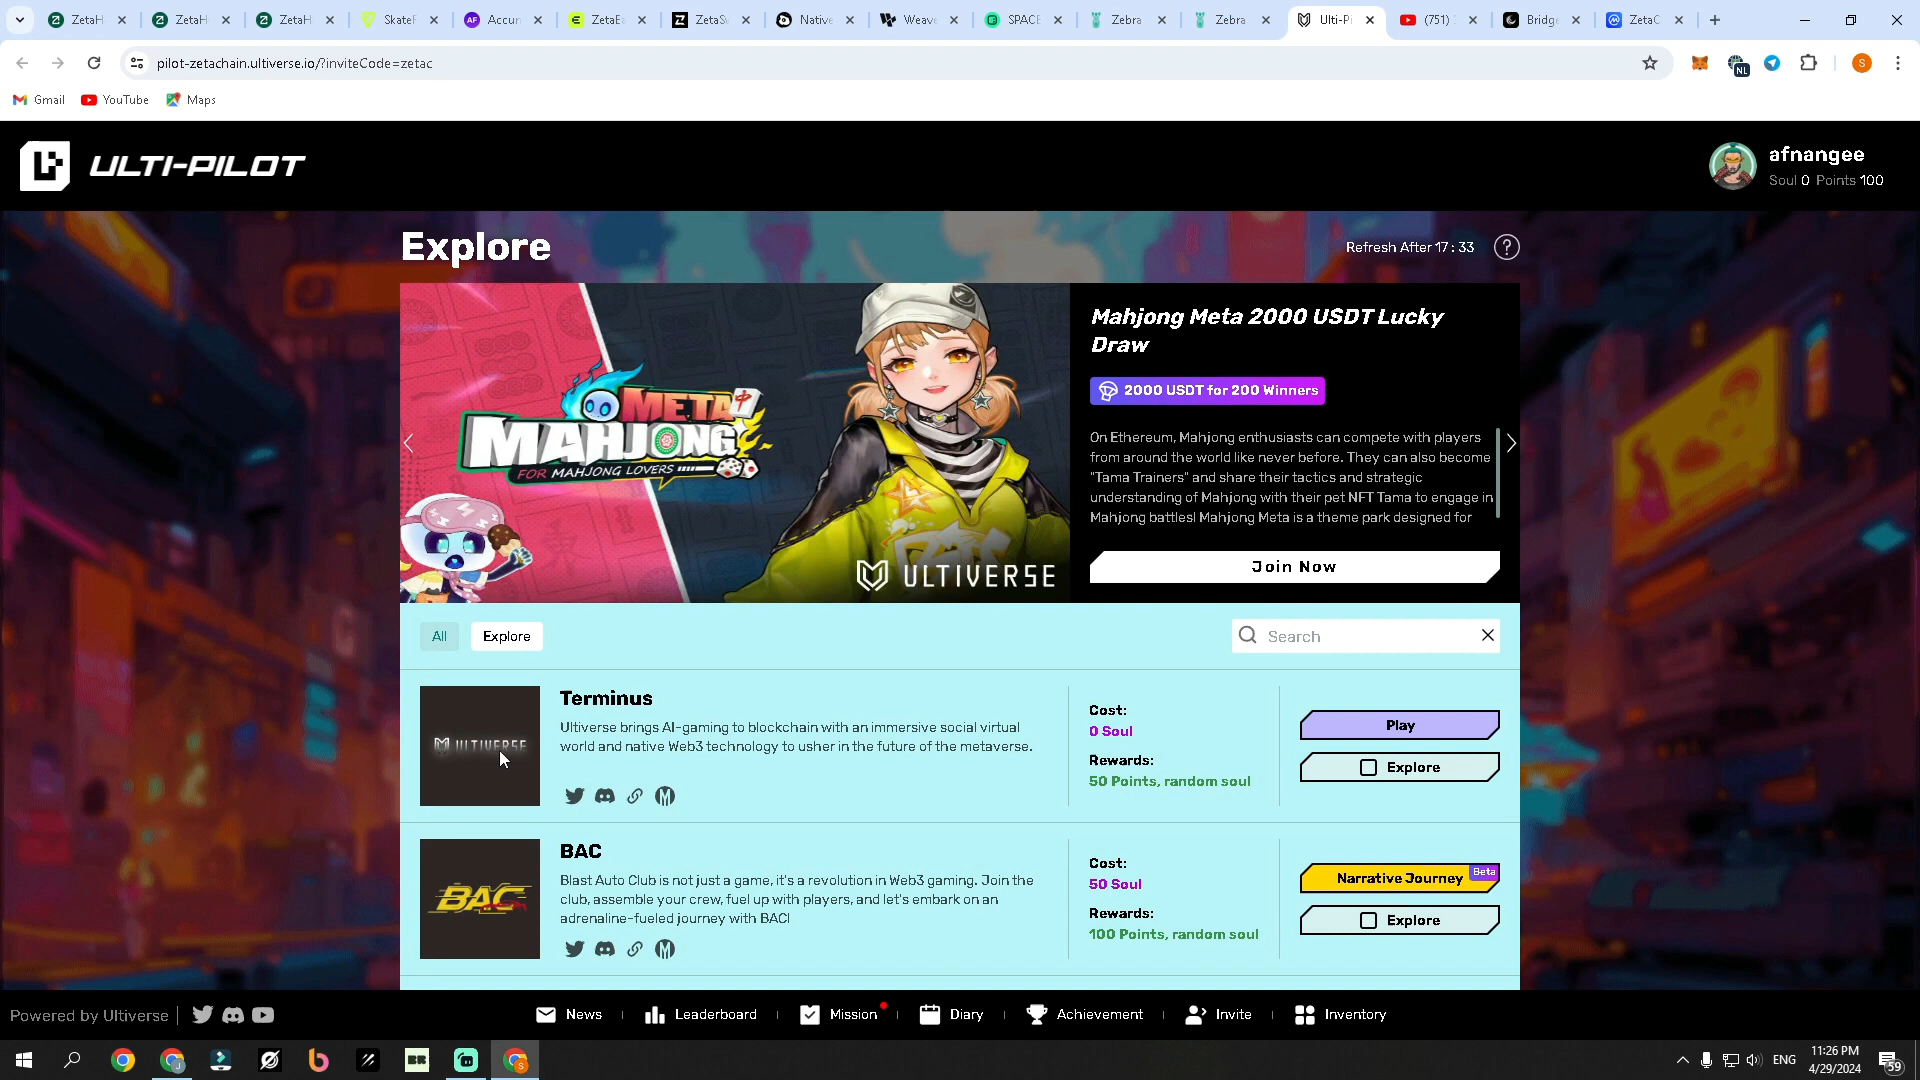 ZetaH
ZetaH
ZetaH
SkateF
Accun
ZetaEa
ZetaSw
Native
Weave
SPACE
Zebra
Zebra
Ulti-Pi
(751)
Bridge
ZetaC
pilot-zetachain.ultiverse.io/?inviteCode=zetac
NL
S
Gmail
YouTube
Maps
ULTI-PILOT
afnangee
Soul 0 Points 100
Explore
Refresh After 17 : 33
META
MAHJONG
FOR MAHJONG LOVERS
ULTIVERSE
Mahjong Meta 2000 USDT Lucky
Draw
2000 USDT for 200 Winners
On Ethereum, Mahjong enthusiasts can compete with players
from around the world like never before. They can also become
"Tama Trainers" and share their tactics and strategic
understanding of Mahjong with their pet NFT Tama to engage in
Mahjong battles! Mahjong Meta is a theme park designed for
Join Now
All
Explore
Search
ULTIVERSE
Terminus
Ultiverse brings AI-gaming to blockchain with an immersive social virtual
world and native Web3 technology to usher in the future of the metaverse.
Cost:
0 Soul
Rewards:
50 Points, random soul
Play
Explore
BAC
BAC
Blast Auto Club is not just a game, it's a revolution in Web3 gaming. Join the
club, assemble your crew, fuel up with players, and let's embark on an
adrenaline-fueled journey with BAC!
Cost:
50 Soul
Rewards:
100 Points, random soul
Narrative Journey
Beta
Explore
Powered by Ultiverse
News
Leaderboard
Mission
Diary
Achievement
Invite
Inventory
ENG
11:26 PM
4/29/2024
59